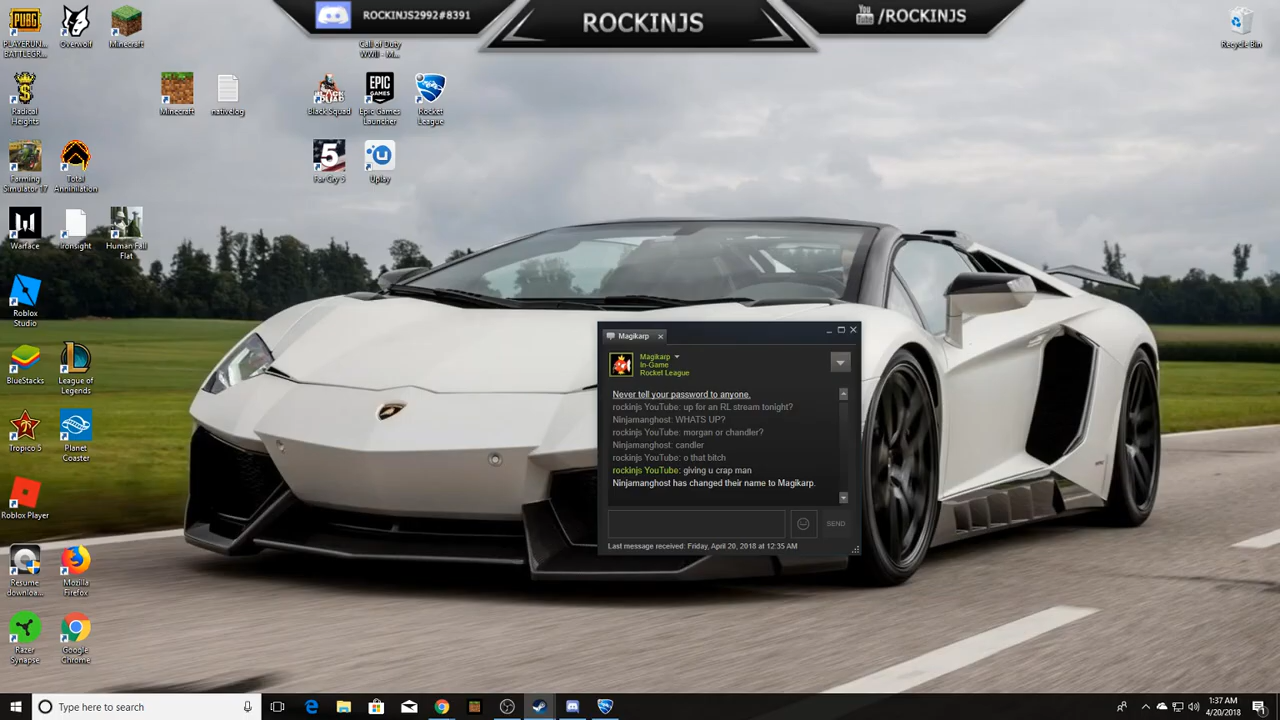 ROCKINJS2992#8391
ROCKINJS
You Tube /ROCKINJS
PLAYERUN...
BATTLEGR...
Overwolf
Minecraft
Call of Duty
WWII - M...
Recycle Bin
Radical
Heights
Minecraft
nativelog
Black Squad
Epic Games
Launcher
Rocket
League
Farming
Simulator 17
Total
Annihilation
Far Cry 5
Uplay
Warface
ironsight
Human Fall
Flat
Roblox
Studio
BlueStacks
League of
Legends
Tropico 5
Planet
Coaster
Roblox Player
Resume
downloa...
Mozilla
Firefox
Razer
Synapse
Google
Chrome
Magikarp
Magikarp
In-Game
Rocket League
Never tell your password to anyone.
rockinjs YouTube: up for an RL stream tonight?
Ninjamanghost: WHATS UP?
rockinjs YouTube: morgan or chandler?
Ninjamanghost: candler
rockinjs YouTube: o that bitch
rockinjs YouTube: giving u crap man
Ninjamanghost has changed their name to Magikarp.
SEND
Last message received: Friday, April 20, 2018 at 12:35 AM
Type here to search
1:37 AM
4/20/2018